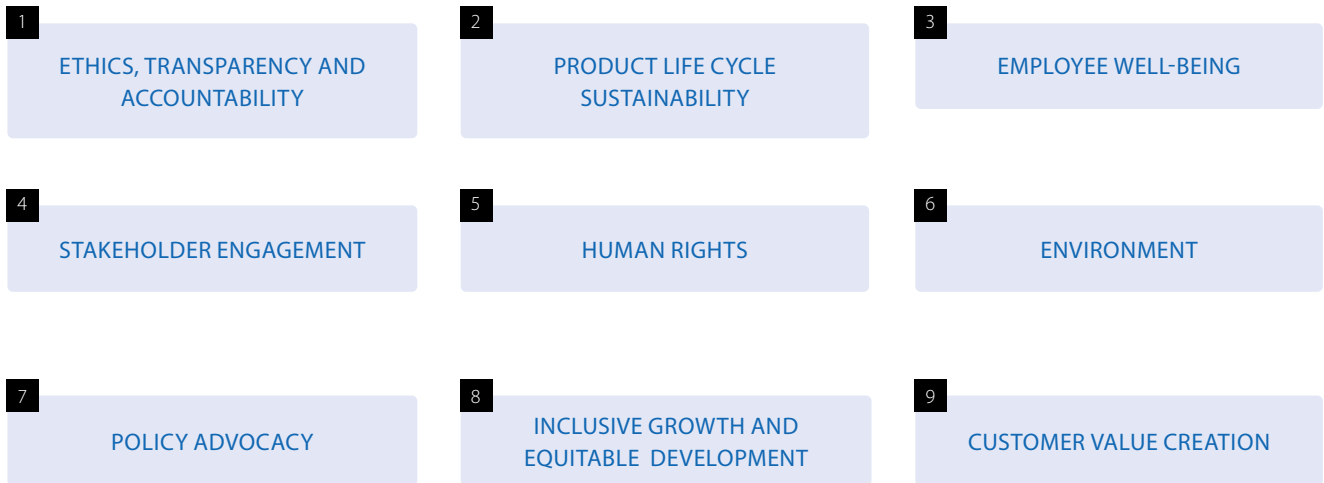 1
ETHICS, TRANSPARENCY AND
ACCOUNTABILITY
2
PRODUCT LIFE CYCLE
SUSTAINABILITY
3
EMPLOYEE WELL-BEING
4
STAKEHOLDER ENGAGEMENT
5
HUMAN RIGHTS
6
ENVIRONMENT
7
POLICY ADVOCACY
8
INCLUSIVE GROWTH AND
EQUITABLE DEVELOPMENT
9
CUSTOMER VALUE CREATION